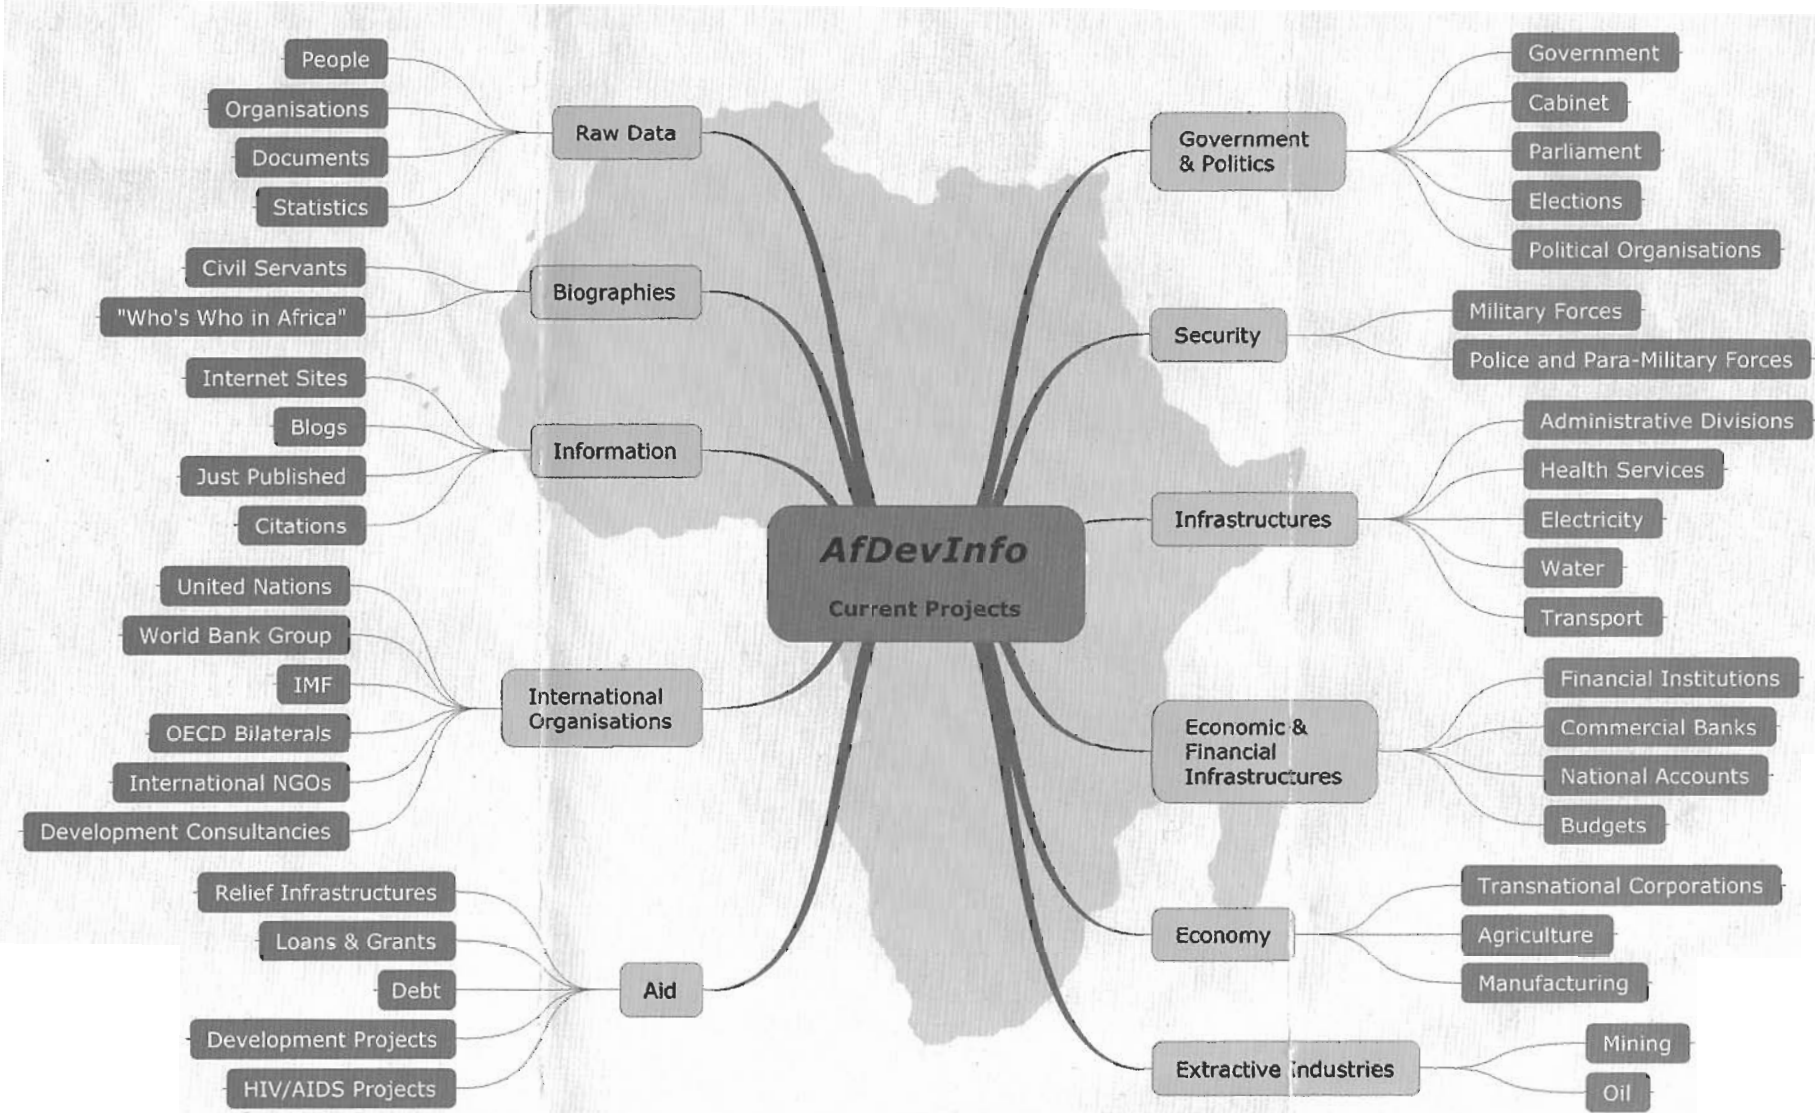 AfDevInfo
Current Projects
Raw Data
People
Organisations
Documents
Statistics
Biographies
Civil Servants
"Who's Who in Africa"
Information
Internet Sites
Blogs
Just Published
Citations
International
Organisations
United Nations
World Bank Group
IMF
OECD Bilaterals
International NGOs
Development Consultancies
Aid
Relief Infrastructures
Loans & Grants
Debt
Development Projects
HIV/AIDS Projects
Government
& Politics
Government
Cabinet
Parliament
Elections
Political Organisations
Security
Military Forces
Police and Para-Military Forces
Infrastructures
Administrative Divisions
Health Services
Electricity
Water
Transport
Economic &
Financial
Infrastructures
Financial Institutions
Commercial Banks
National Accounts
Budgets
Economy
Transnational Corporations
Agriculture
Manufacturing
Extractive Industries
Mining
Oil